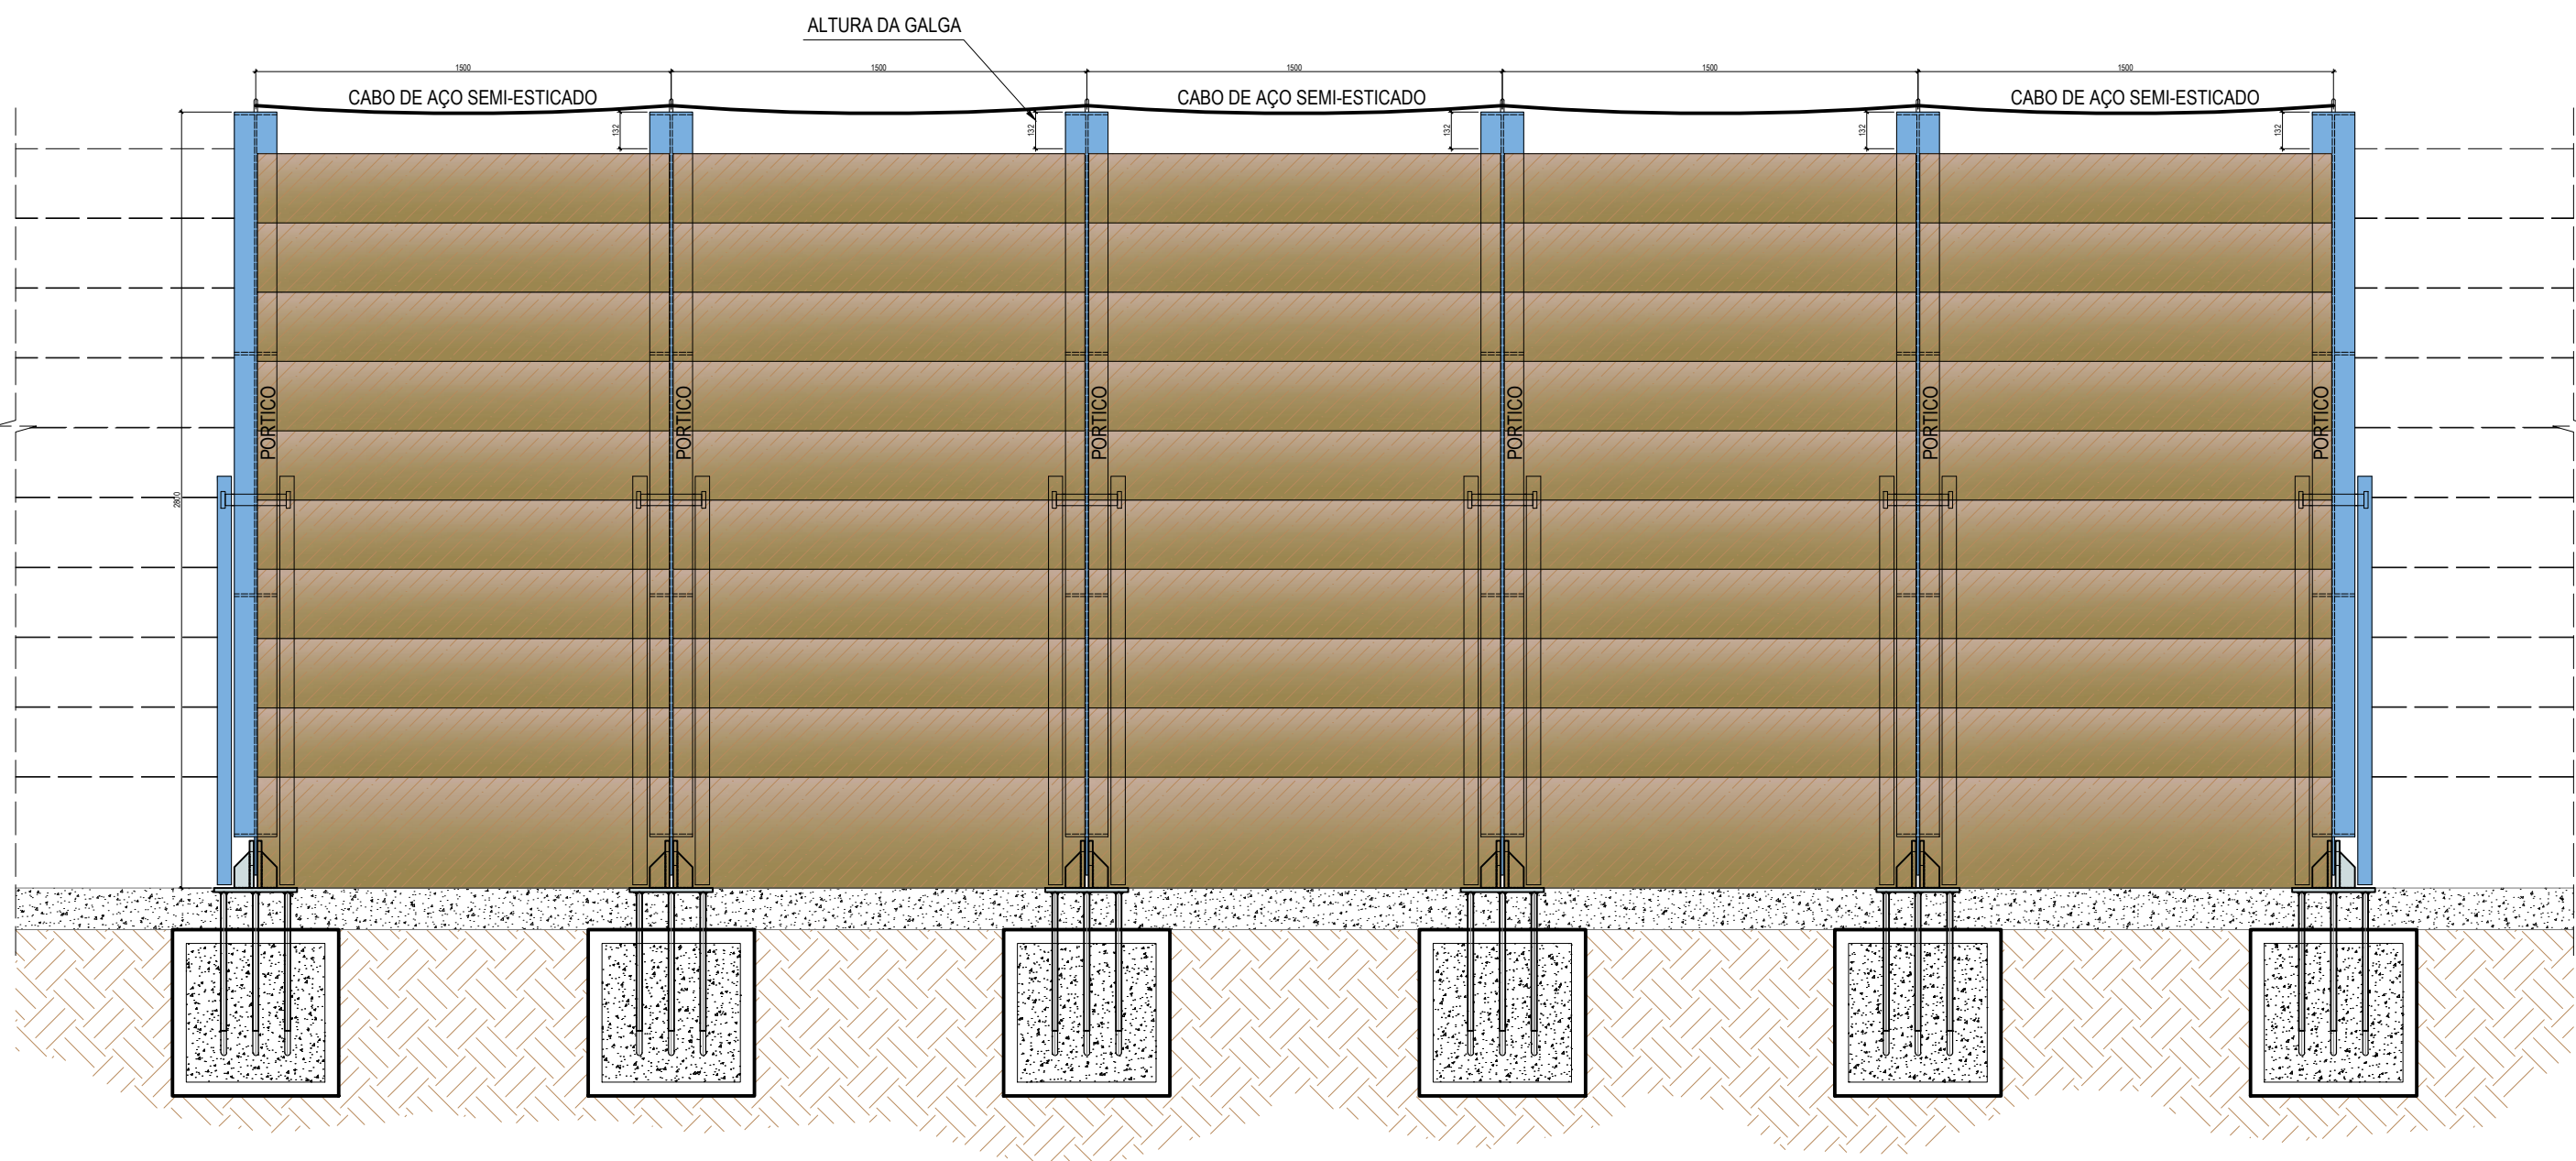 ALTURA DA GALGA
1500 1500 1500 1500 1500
CABO DE AÇO SEMI-ESTICADO CABO DE AÇO SEMI-ESTICADO CABO DE AÇO SEMI-ESTICADO
132 132 132 132 132
PORTICO PORTICO PORTICO PORTICO PORTICO PORTICO
2800